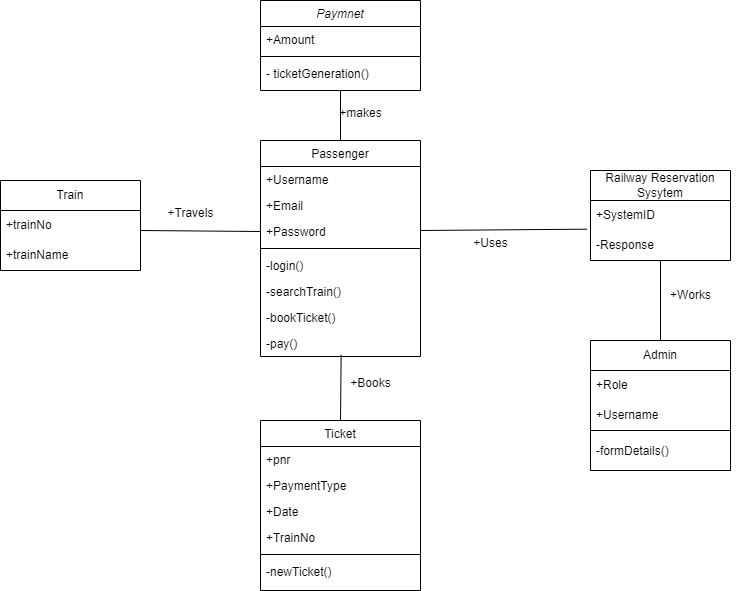 Paymnet
+Amount
- ticketGeneration()
+makes
Passenger
+Username
+Email
+Password
-login()
-searchTrain()
-bookTicket()
-pay()
Train
+trainNo
+trainName
+Travels
+Uses
Railway Reservation
Sysytem
+SystemID
-Response
+Works
Admin
+Role
+Username
-formDetails()
+Books
Ticket
+pnr
+PaymentType
+Date
+TrainNo
-newTicket()